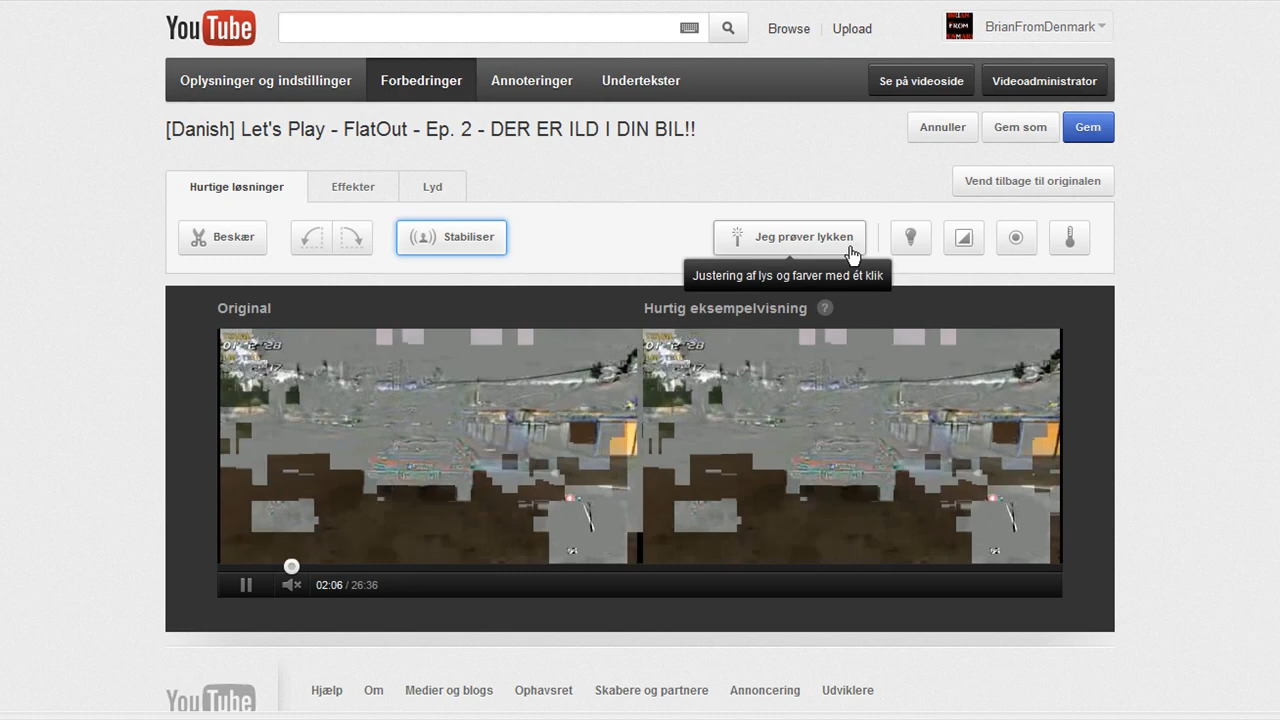 YouTube
Browse
Upload
BrianFromDenmark
Oplysninger og indstillinger
Forbedringer
Annoteringer
Undertekster
Se på videoside
Videoadministrator
[Danish] Let's Play - FlatOut - Ep. 2 - DER ER ILD I DIN BIL!!
Annuller
Gem som
Gem
Hurtige løsninger
Effekter
Lyd
Vend tilbage til originalen
Beskær
Stabiliser
Jeg prøver lykken
Justering af lys og farver med ét klik
Original
Hurtig eksempelvisning
?
02:06 / 26:36
YouTube
Hjælp
Om
Medier og blogs
Ophavsret
Skabere og partnere
Annoncering
Udviklere